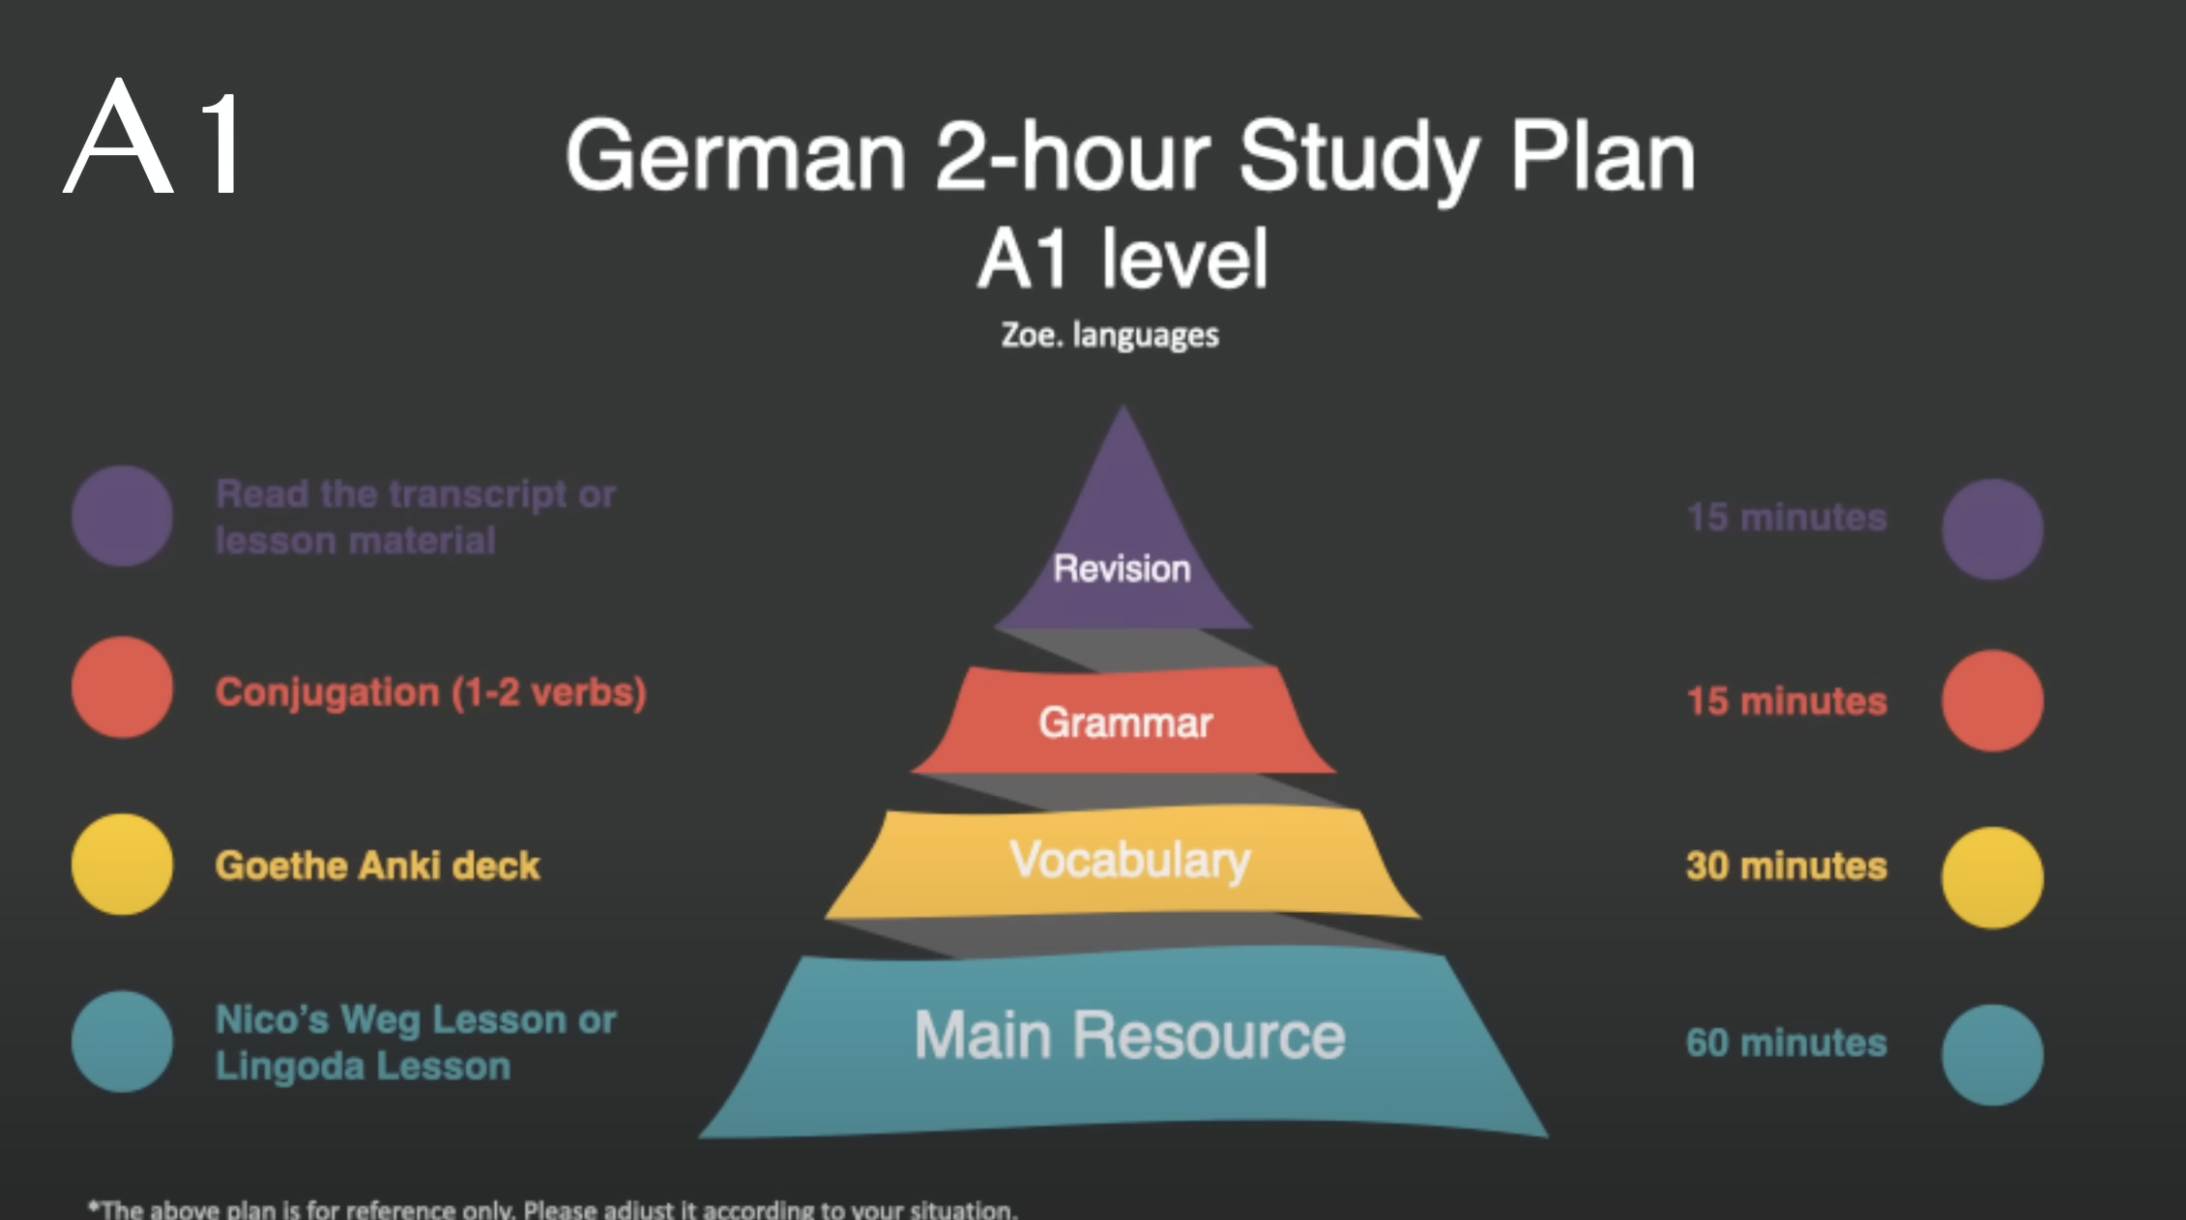 A1
German 2-hour Study Plan
A1 level
Zoe. languages
Read the transcript or
lesson material
Revision
15 minutes
Conjugation (1-2 verbs)
Grammar
15 minutes
Goethe Anki deck
Vocabulary
30 minutes
Nico's Weg Lesson or
Lingoda Lesson
Main Resource
60 minutes
*The above plan is for reference only. Please adjust it according to your situation.